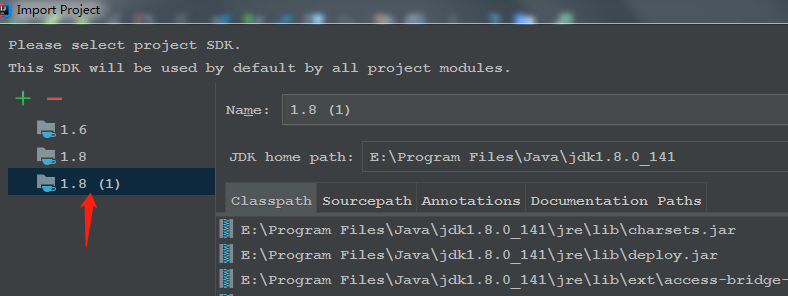 Import Project
Please select project SDK.
This SDK will be used by default by all project modules.
1.6
1.8
1.8 (1)
Name: 1.8 (1)
JDK home path: E:\Program Files\Java\jdk1.8.0_141
Classpath Sourcepath Annotations Documentation Paths
E:\Program Files\Java\jdk1.8.0_141\jre\lib\charsets.jar
E:\Program Files\Java\jdk1.8.0_141\jre\lib\deploy.jar
E:\Program Files\Java\jdk1.8.0_141\jre\lib\ext\access-bridge-